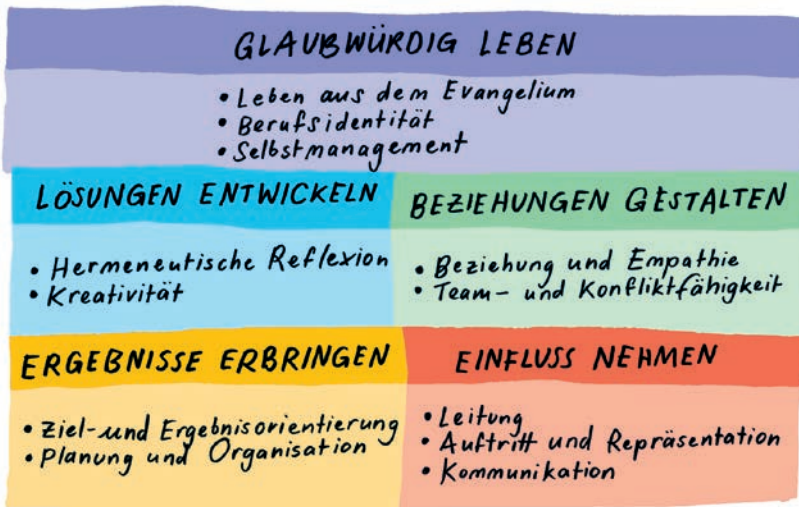 GLAUBWÜRDIG LEBEN
• Leben aus dem Evangelium
• Berufsidentität
• Selbstmanagement
LÖSUNGEN ENTWICKELN
• Hermeneutische Reflexion
• Kreativität
BEZIEHUNGEN GESTALTEN
• Beziehung und Empathie
• Team- und Konfliktfähigkeit
ERGEBNISSE ERBRINGEN
• Ziel- und Ergebnisorientierung
• Planung und Organisation
EINFLUSS NEHMEN
• Leitung
• Auftritt und Repräsentation
• Kommunikation